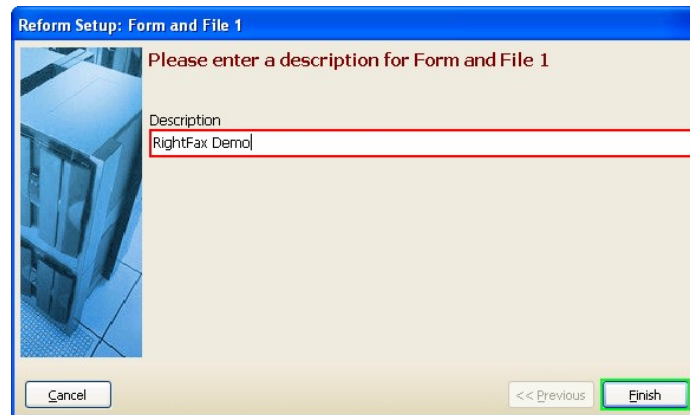 Reform Setup: Form and File 1
Please enter a description for Form and File 1
Description
RightFax Demo
Cancel
<< Previous
Finish